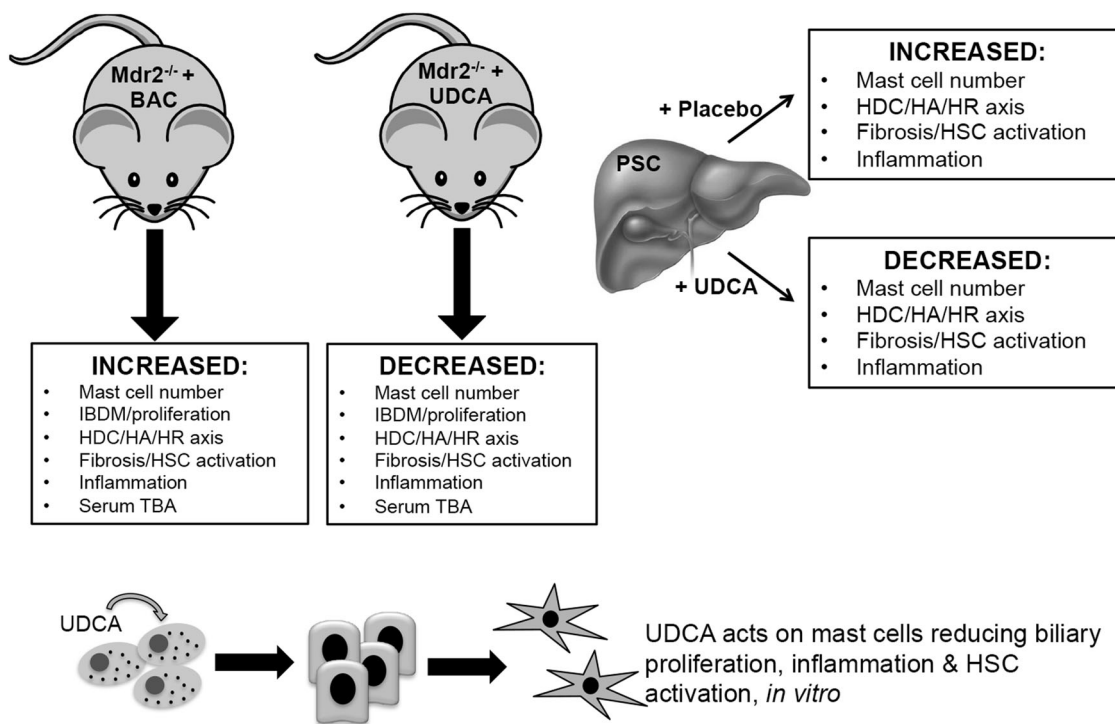 Mdr2-/- +
BAC
INCREASED:
• Mast cell number
• IBDM/proliferation
• HDC/HA/HR axis
• Fibrosis/HSC activation
• Inflammation
• Serum TBA
Mdr2-/- +
UDCA
DECREASED:
• Mast cell number
• IBDM/proliferation
• HDC/HA/HR axis
• Fibrosis/HSC activation
• Inflammation
• Serum TBA
PSC
+ Placebo
INCREASED:
• Mast cell number
• HDC/HA/HR axis
• Fibrosis/HSC activation
• Inflammation
+ UDCA
DECREASED:
• Mast cell number
• HDC/HA/HR axis
• Fibrosis/HSC activation
• Inflammation
UDCA
UDCA acts on mast cells reducing biliary
proliferation, inflammation & HSC
activation, in vitro